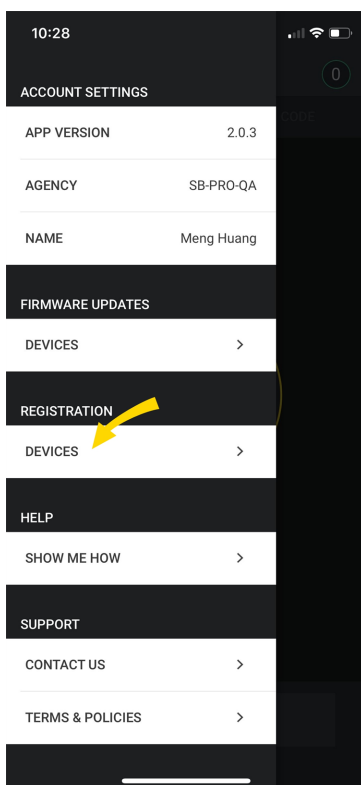 10:28
0
CODE
ACCOUNT SETTINGS
APP VERSION 2.0.3
AGENCY SB-PRO-QA
NAME Meng Huang
FIRMWARE UPDATES
DEVICES
REGISTRATION
DEVICES
HELP
SHOW ME HOW
SUPPORT
CONTACT US
TERMS & POLICIES